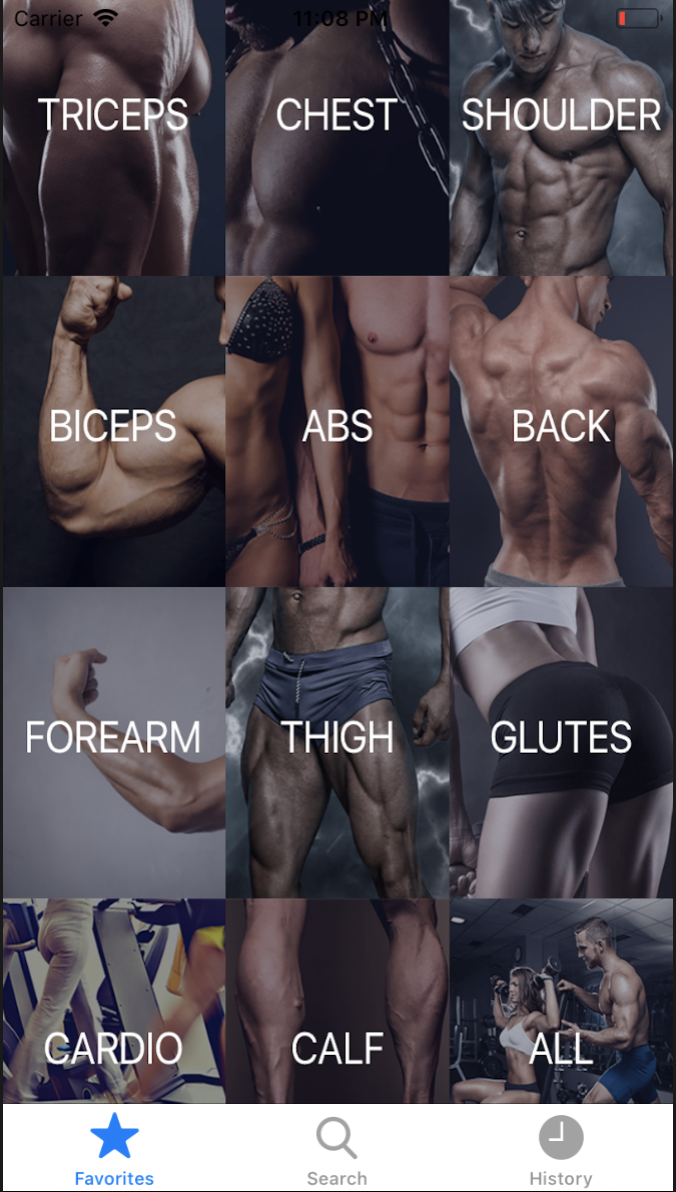 Carrier 11:08 PM
TRICEPS CHEST SHOULDER
BICEPS ABS BACK
FOREARM THIGH GLUTES
CARDIO CALF ALL
Favorites Search History